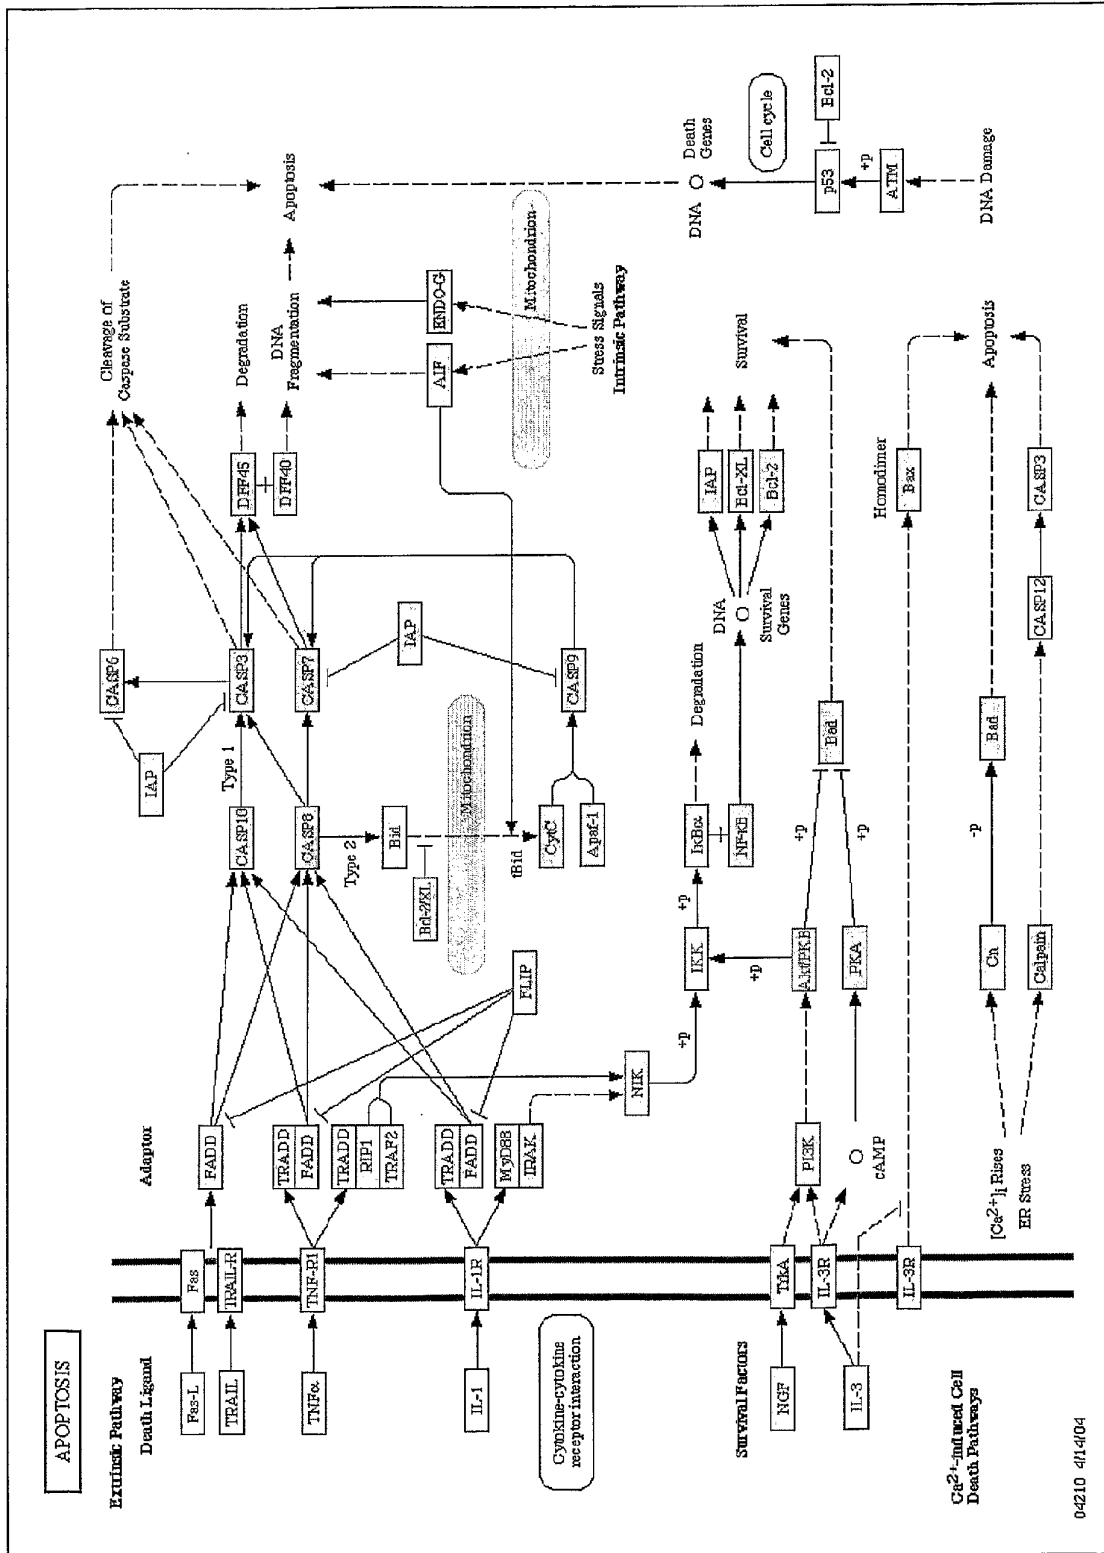 APOPTOSIS
Extrinsic Pathway
Death Ligand
Adaptor
Fas-L
Fas
FADD
TRAIL
TRAIL-R
TNFα
TNF-R1
TRADD
FADD
TRADD
RIP1
TRAF2
IL-1
IL-1R
TRADD
FADD
MyD88
IRAK
FLIP
NIK
Cytokine-cytokine
receptor interaction
IAP
CASP6
CASP10
Type 1
CASP3
CASP8
CASP7
IAP
Type 2
Bid
Bcl-2/XL
Mitochondrion
tBid
CytC
Apaf-1
CASP9
Cleavage of
Caspase Substrate
DFF45
Degradation
DFF40
DNA
Fragmentation
Apoptosis
AIF
ENDO-G
Mitochondrion
Stress Signals
Intrinsic Pathway
DNA
Death
Genes
Cell cycle
p53
Bcl-2
+p
ATM
DNA Damage
+p
IKK
+p
IκBα
Degradation
NF-κB
DNA
Survival
Genes
IAP
Bcl-XL
Bcl-2
Survival
Survival Factors
NGF
TrkA
PI3K
Akt/PKB
+p
+p
Bad
IL-3
IL-3R
cAMP
PKA
+p
IL-3R
Homodimer
Bax
Apoptosis
Ca2+-induced Cell
Death Pathways
[Ca2+]i Rises
ER Stress
Cn
-p
Bad
Calpain
CASP12
CASP3
04210 4/14/04